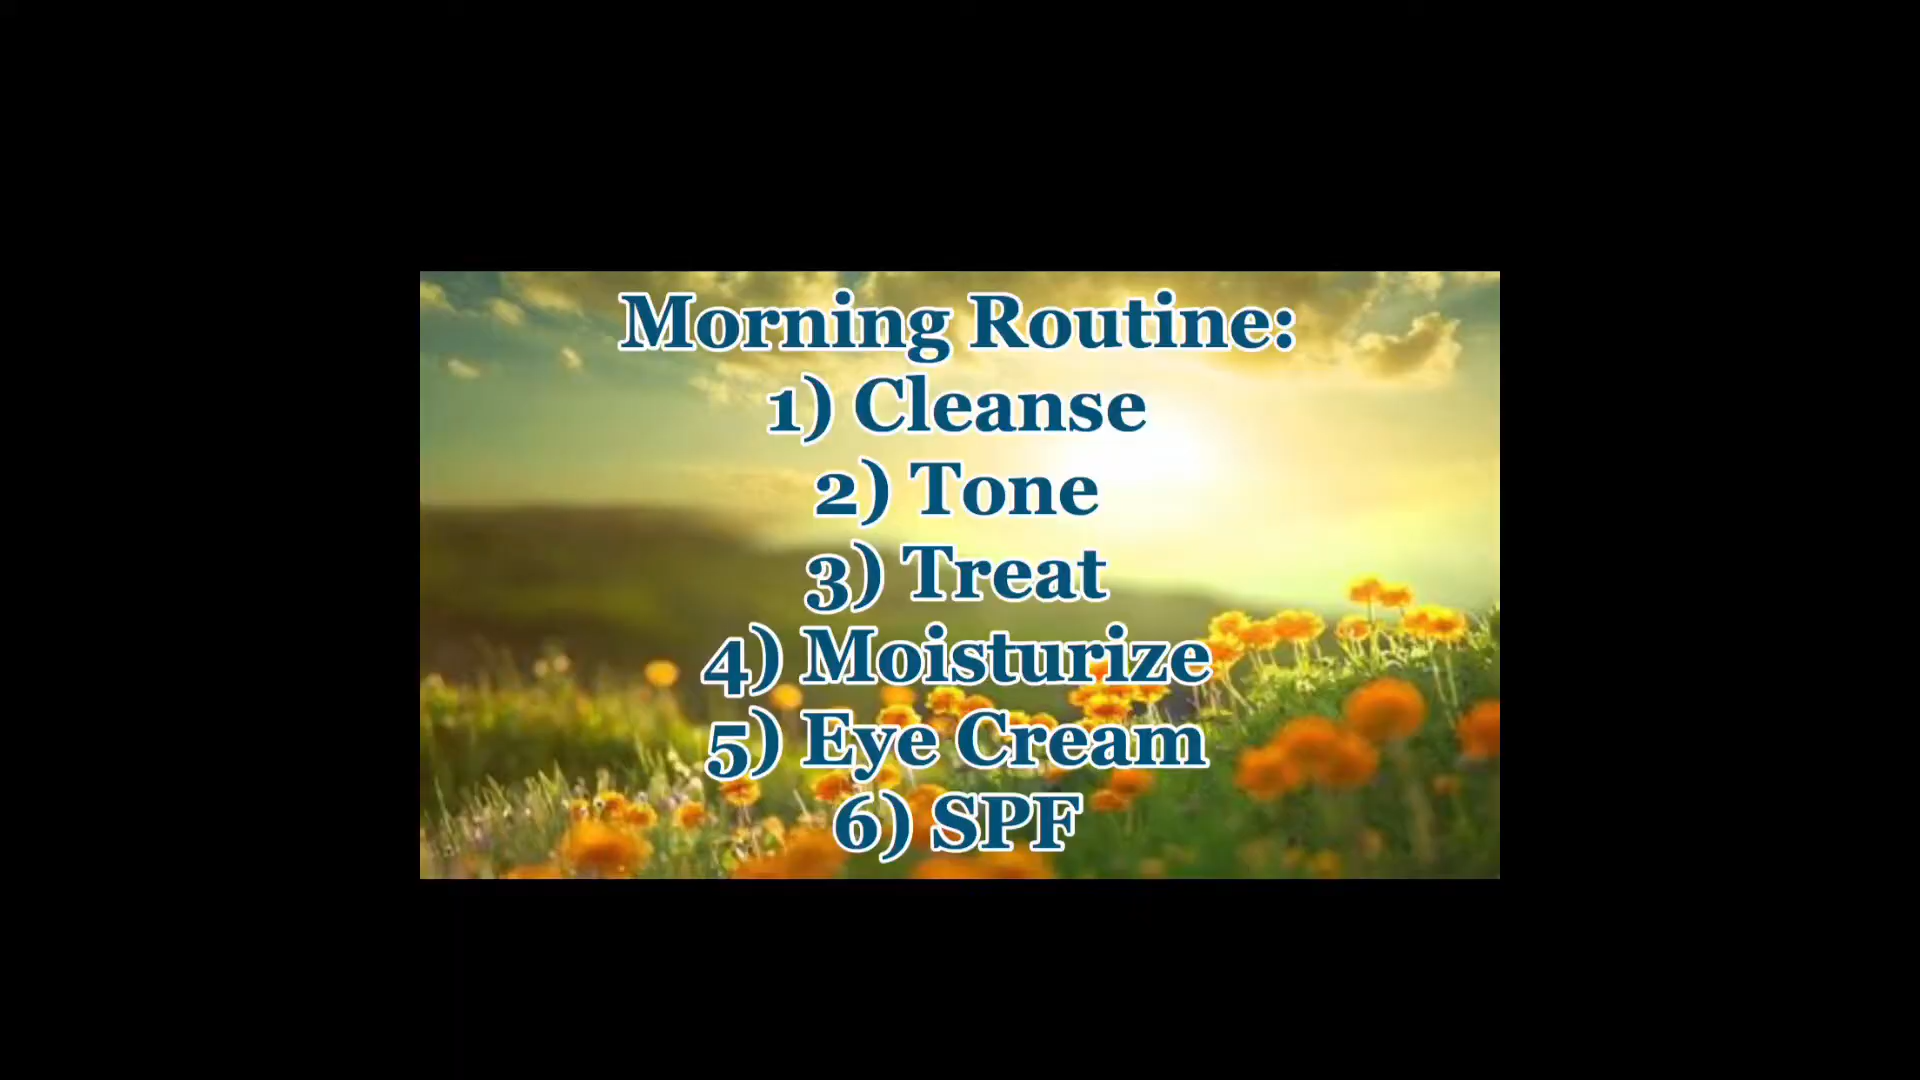 Morning Routine:
1) Cleanse
2) Tone
3) Treat
4) Moisturize
5) Eye Cream
6) SPF